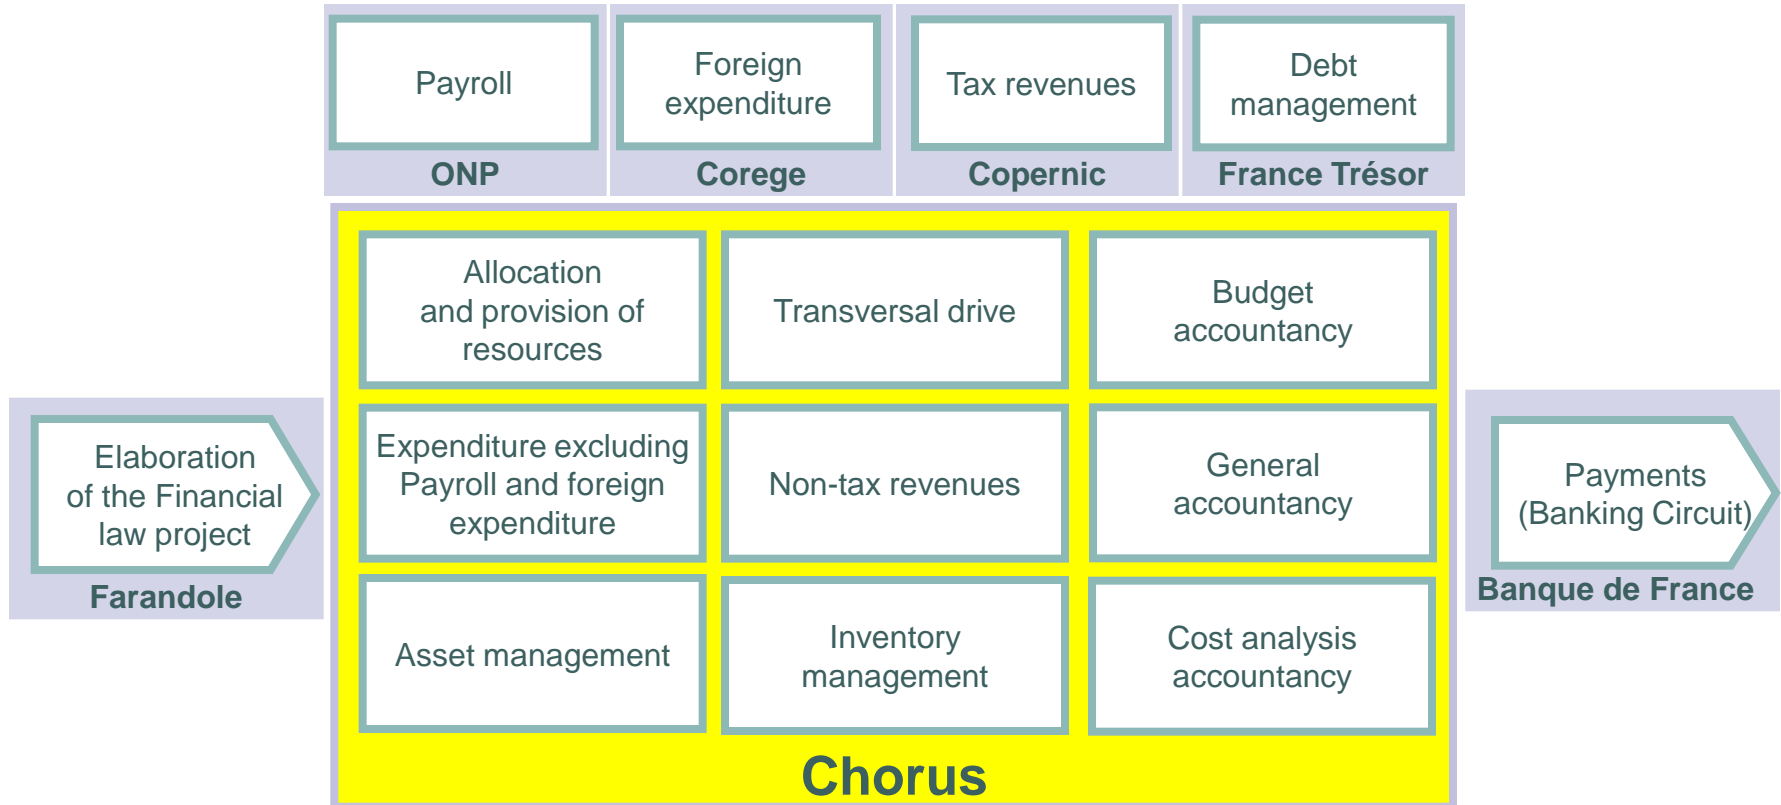 Payroll
ONP
Foreign
expenditure
Corege
Tax revenues
Copernic
Debt
management
France Trésor
Elaboration
of the Financial
law project
Farandole
Allocation
and provision of
resources
Transversal drive
Budget
accountancy
Expenditure excluding
Payroll and foreign
expenditure
Non-tax revenues
General
accountancy
Asset management
Inventory
management
Cost analysis
accountancy
Chorus
Payments
(Banking Circuit)
Banque de France